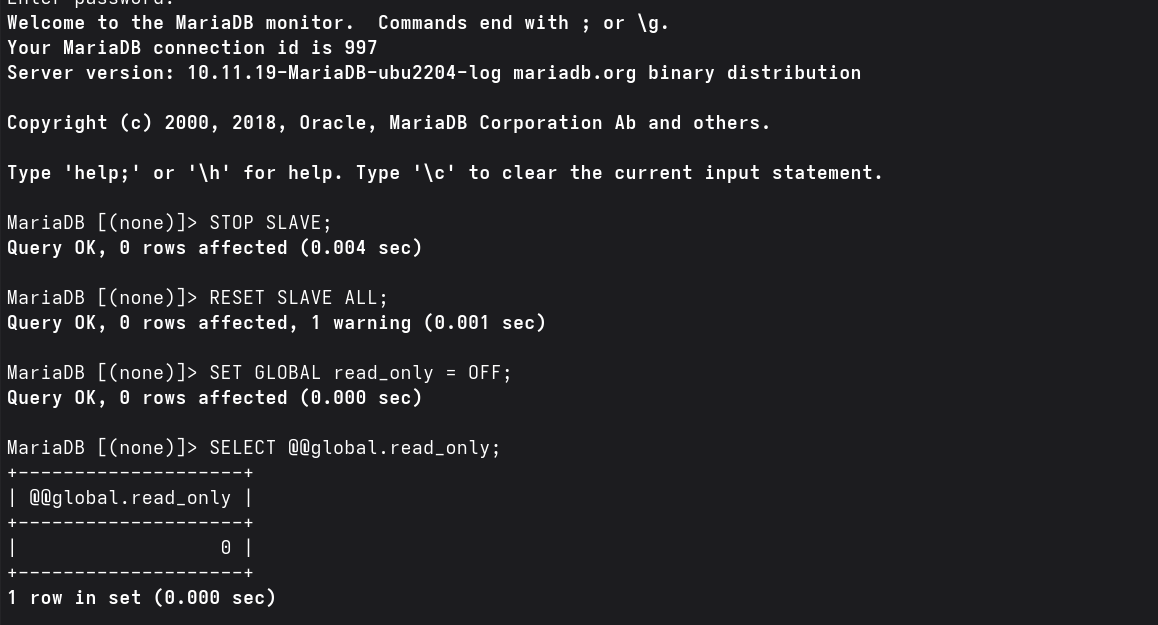 Enter password:
Welcome to the MariaDB monitor.  Commands end with ; or \g.
Your MariaDB connection id is 997
Server version: 10.11.19-MariaDB-ubu2204-log mariadb.org binary distribution
Copyright (c) 2000, 2018, Oracle, MariaDB Corporation Ab and others.
Type 'help;' or '\h' for help. Type '\c' to clear the current input statement.
MariaDB [(none)]> STOP SLAVE;
Query OK, 0 rows affected (0.004 sec)
MariaDB [(none)]> RESET SLAVE ALL;
Query OK, 0 rows affected, 1 warning (0.001 sec)
MariaDB [(none)]> SET GLOBAL read_only = OFF;
Query OK, 0 rows affected (0.000 sec)
MariaDB [(none)]> SELECT @@global.read_only;
+--------------------+
| @@global.read_only |
+--------------------+
|                  0 |
+--------------------+
1 row in set (0.000 sec)